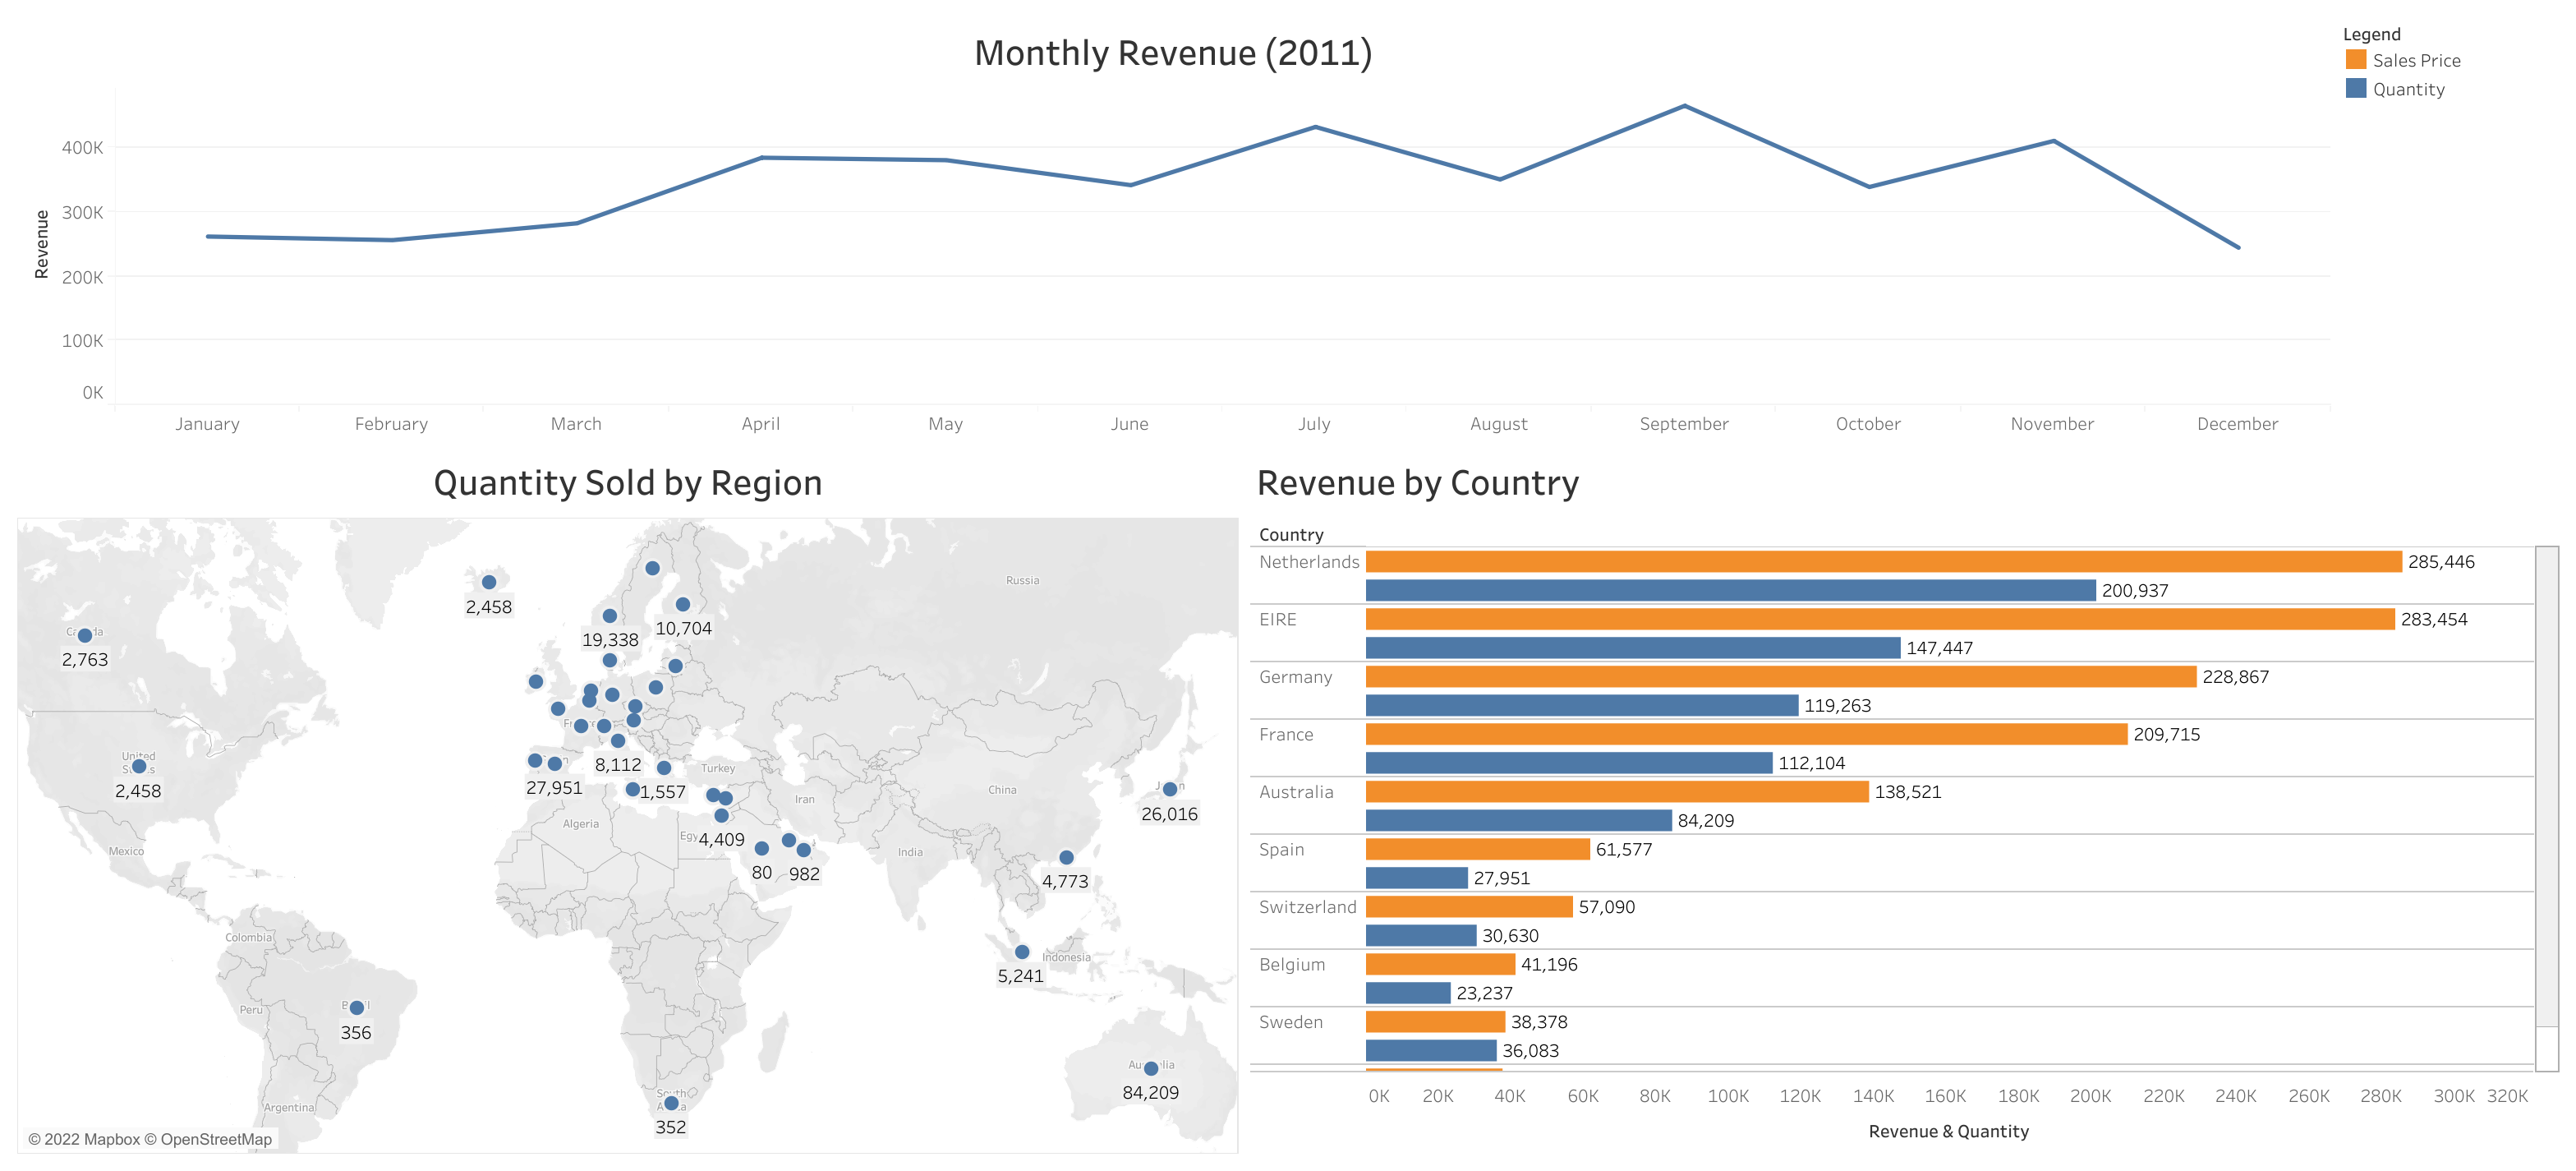 Monthly Revenue (2011)
Legend
Sales Price
Quantity
Revenue
400K
300K
200K
100K
0K
January February March April May June July August September October November December
Quantity Sold by Region
Revenue by Country
Russia
2,458
19,338
10,704
2,763
United
2,458
Mexico
Colombia
Peru
356
Argentina
27,951
8,112
1,557
Turkey
Algeria
4,409
Iran
80
982
India
China
26,016
4,773
5,241
Indonesia
84,209
South
352
© 2022 Mapbox © OpenStreetMap
Country
Netherlands 285,446
200,937
EIRE 283,454
147,447
Germany 228,867
119,263
France 209,715
112,104
Australia 138,521
84,209
Spain 61,577
27,951
Switzerland 57,090
30,630
Belgium 41,196
23,237
Sweden 38,378
36,083
0K 20K 40K 60K 80K 100K 120K 140K 160K 180K 200K 220K 240K 260K 280K 300K 320K
Revenue & Quantity